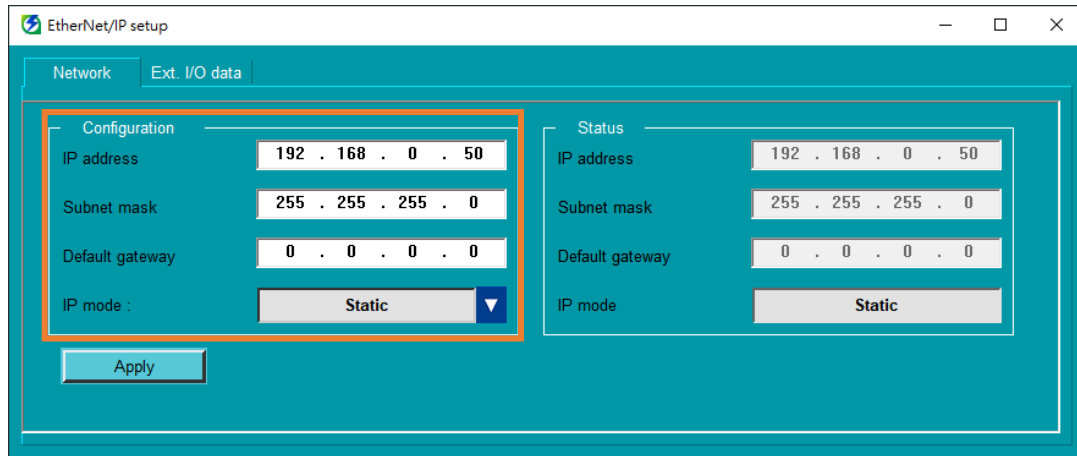 EtherNet/IP setup
Network Ext. I/O data
Configuration
IP address 192 . 168 . 0 . 50
Subnet mask 255 . 255 . 255 . 0
Default gateway 0 . 0 . 0 . 0
IP mode : Static
Status
IP address 192 . 168 . 0 . 50
Subnet mask 255 . 255 . 255 . 0
Default gateway 0 . 0 . 0 . 0
IP mode Static
Apply